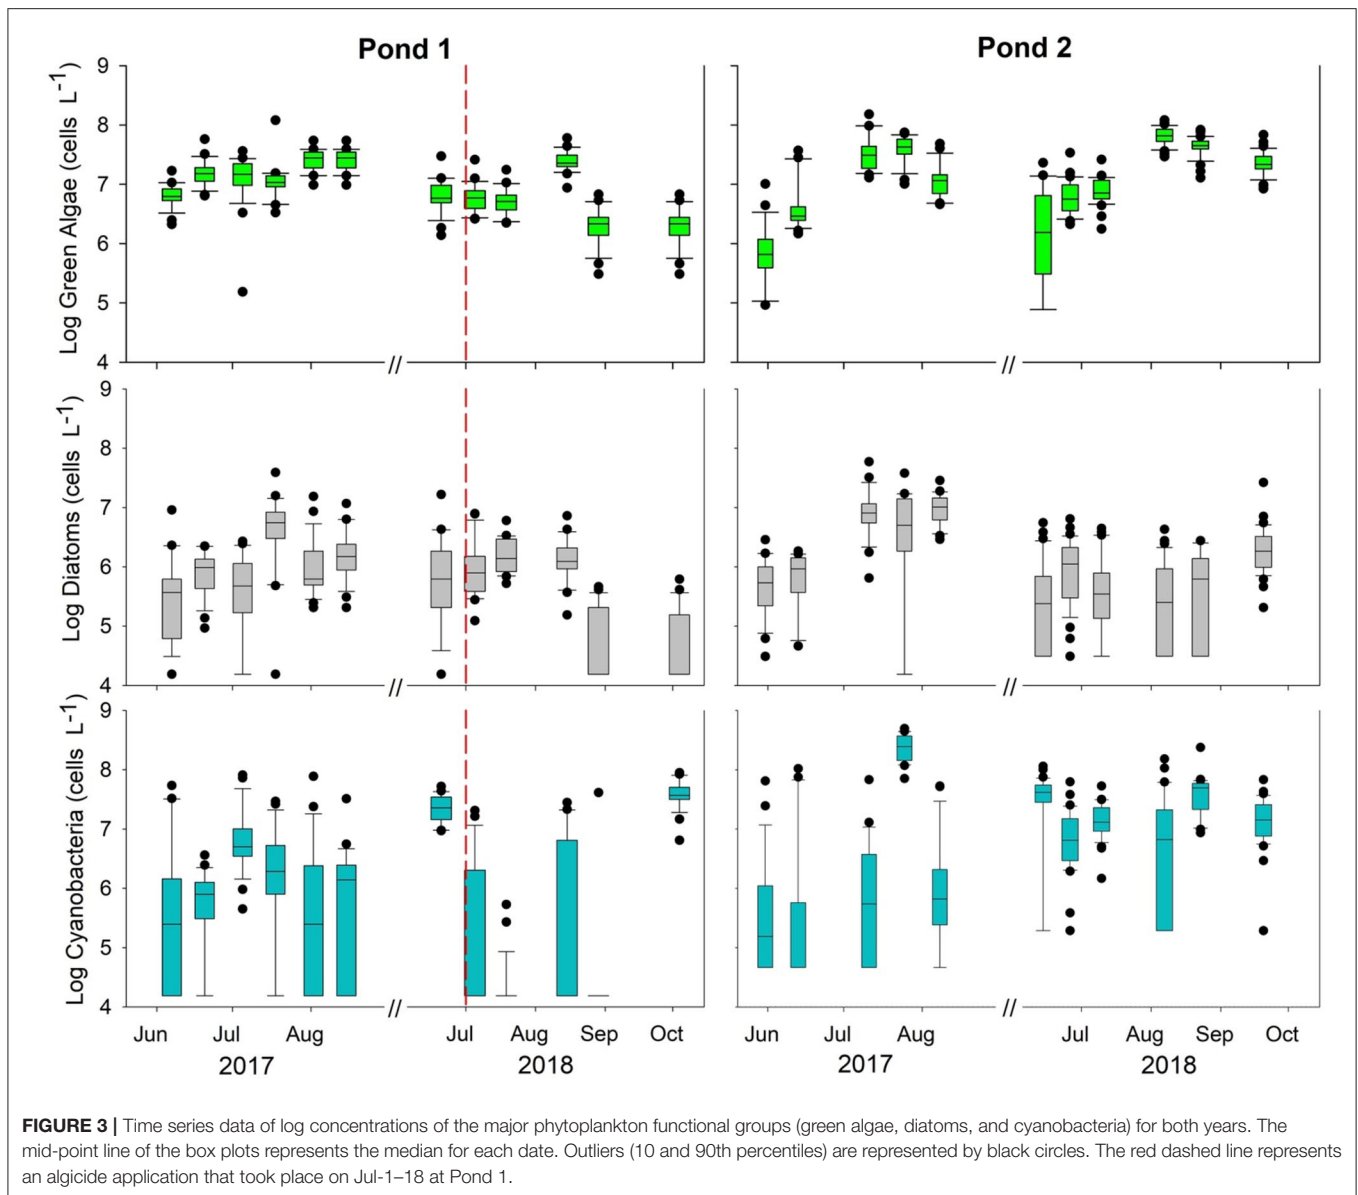 Pond 1
Pond 2
Log Green Algae (cells L-1)
9
8
7
6
5
4
//
//
Log Diatoms (cells L-1)
9
8
7
6
5
4
//
//
Log Cyanobacteria (cells L-1)
9
8
7
6
5
4
//
//
Jun Jul Aug Jul Aug Sep Oct
Jun Jul Aug Jul Aug Sep Oct
2017 2018
2017 2018
FIGURE 3 | Time series data of log concentrations of the major phytoplankton functional groups (green algae, diatoms, and cyanobacteria) for both years. The
mid-point line of the box plots represents the median for each date. Outliers (10 and 90th percentiles) are represented by black circles. The red dashed line represents
an algicide application that took place on Jul-1–18 at Pond 1.